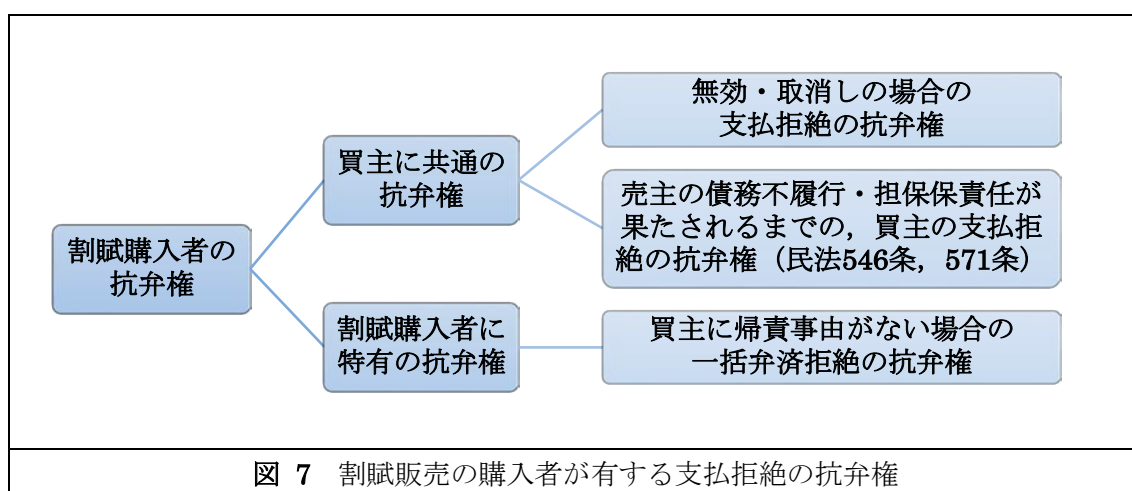 割賦購入者の
抗弁権
買主に共通の
抗弁権
無効・取消しの場合の
支払拒絶の抗弁権
売主の債務不履行・担保保責任が
果たされるまでの，買主の支払拒
絶の抗弁権（民法546条，571条）
割賦購入者に
特有の抗弁権
買主に帰責事由がない場合の
一括弁済拒絶の抗弁権
図 7 割賦販売の購入者が有する支払拒絶の抗弁権